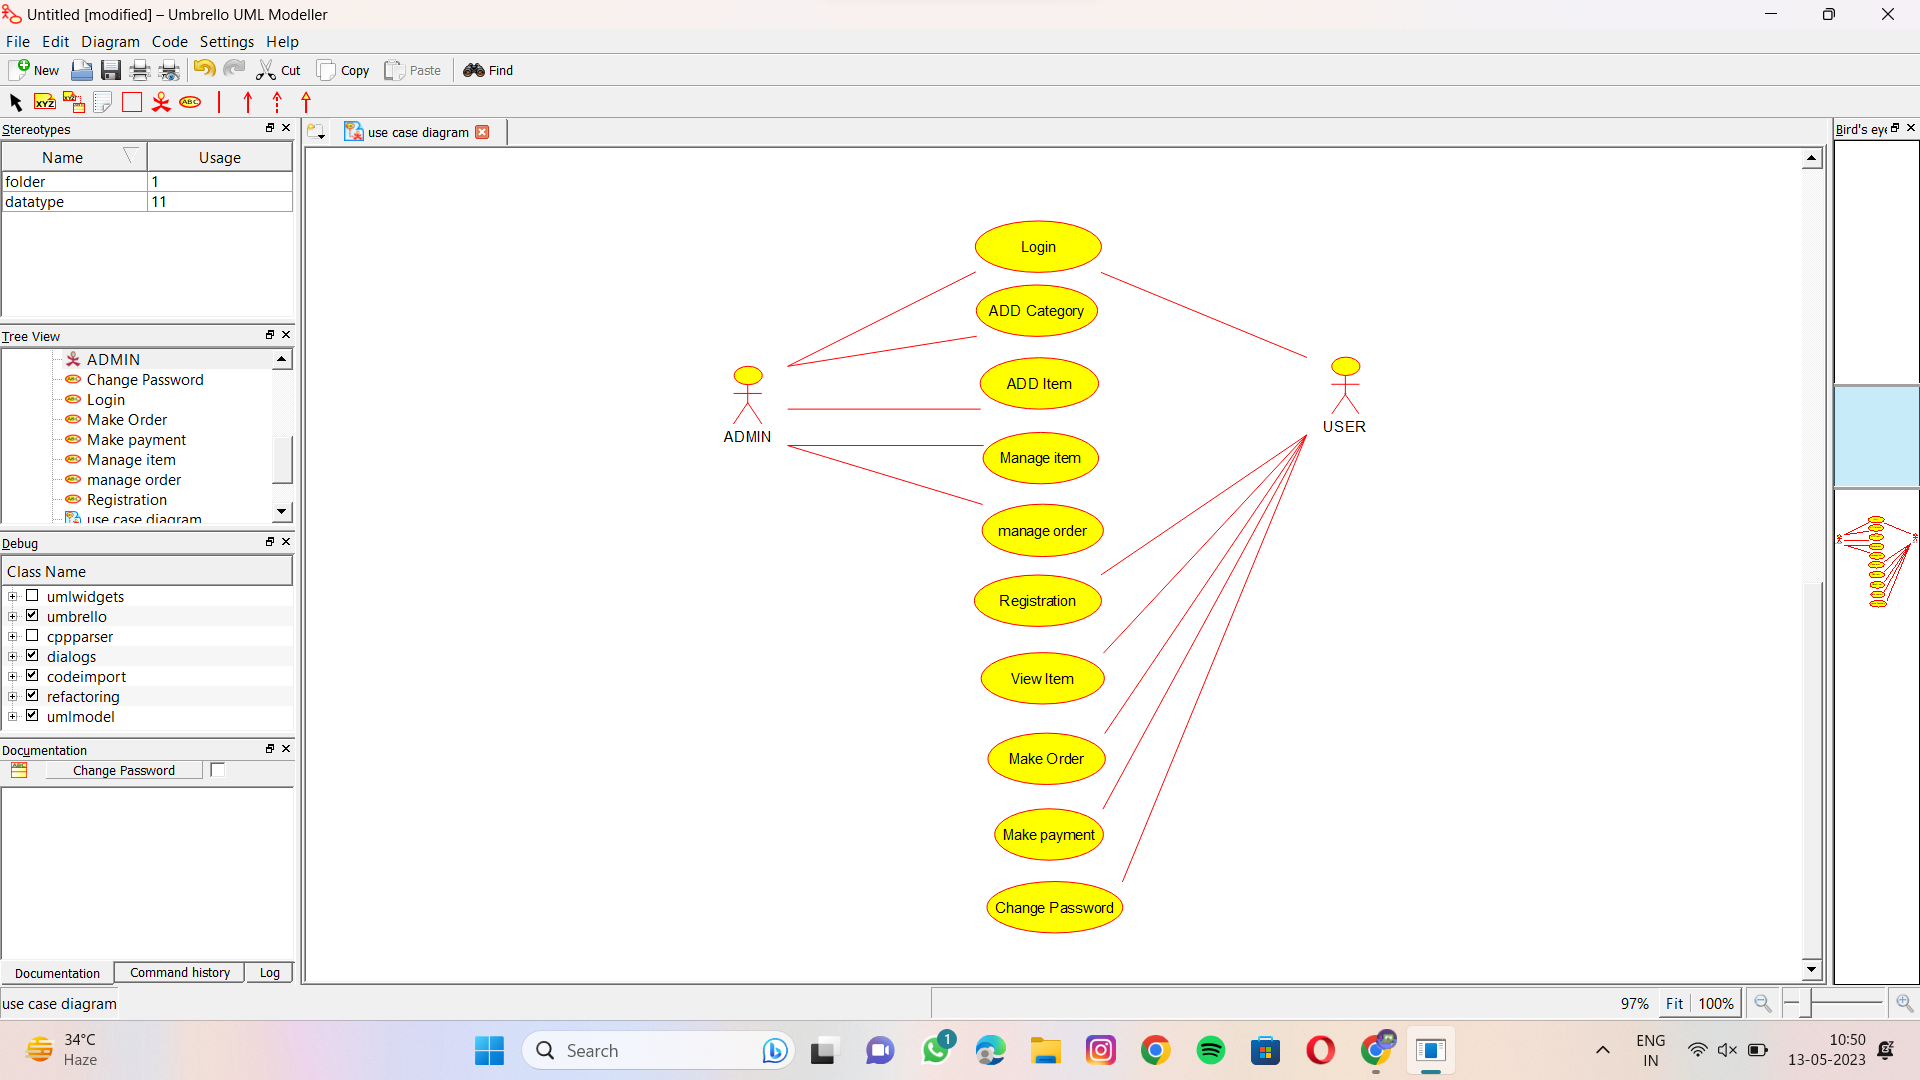 Untitled [modified] – Umbrello UML Modeller
File Edit Diagram Code Settings Help
New Cut Copy Paste Find
XYZ XYZ ABC
Stereotypes
Name Usage
folder 1
datatype 11
Tree View
ADMIN
Change Password
Login
Make Order
Make payment
Manage item
manage order
Registration
use case diagram
Debug
Class Name
umlwidgets
umbrello
cppparser
dialogs
codeimport
refactoring
umlmodel
Documentation
Change Password
Documentation Command history Log
use case diagram
use case diagram
Login
ADD Category
ADD Item
Manage item
manage order
Registration
View Item
Make Order
Make payment
Change Password
ADMIN
USER
Bird's eye
97% Fit 100%
34°C
Haze
Search
1
ENG
IN
10:50
13-05-2023